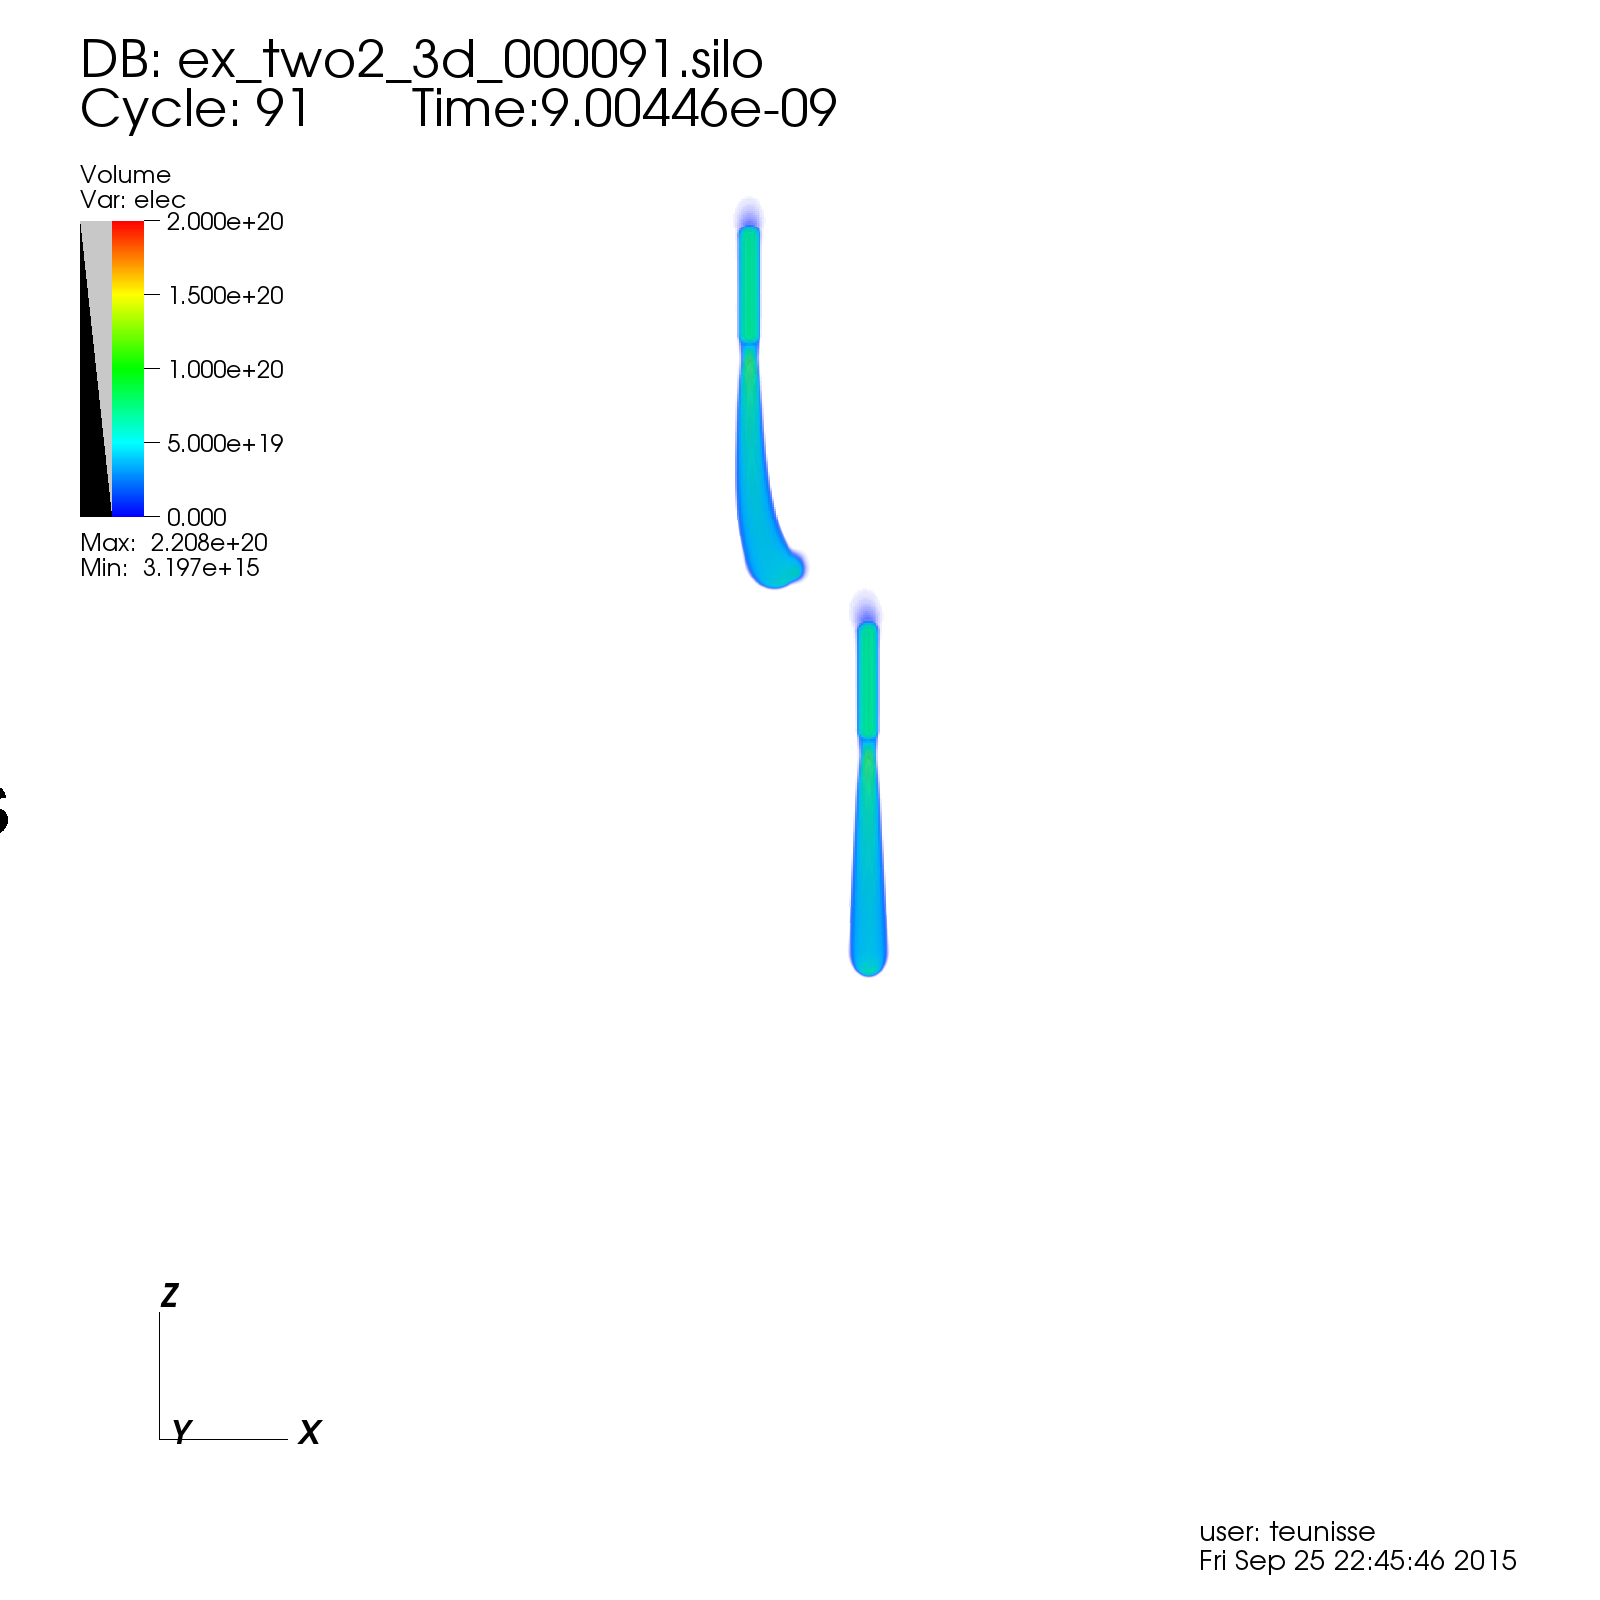 DB: ex_two2_3d_000091.silo
Cycle: 91 Time:9.00446e-09
Volume
Var: elec
2.000e+20
1.500e+20
1.000e+20
5.000e+19
0.000
Max: 2.208e+20
Min: 3.197e+15
Z
Y X
user: teunisse
Fri Sep 25 22:45:46 2015